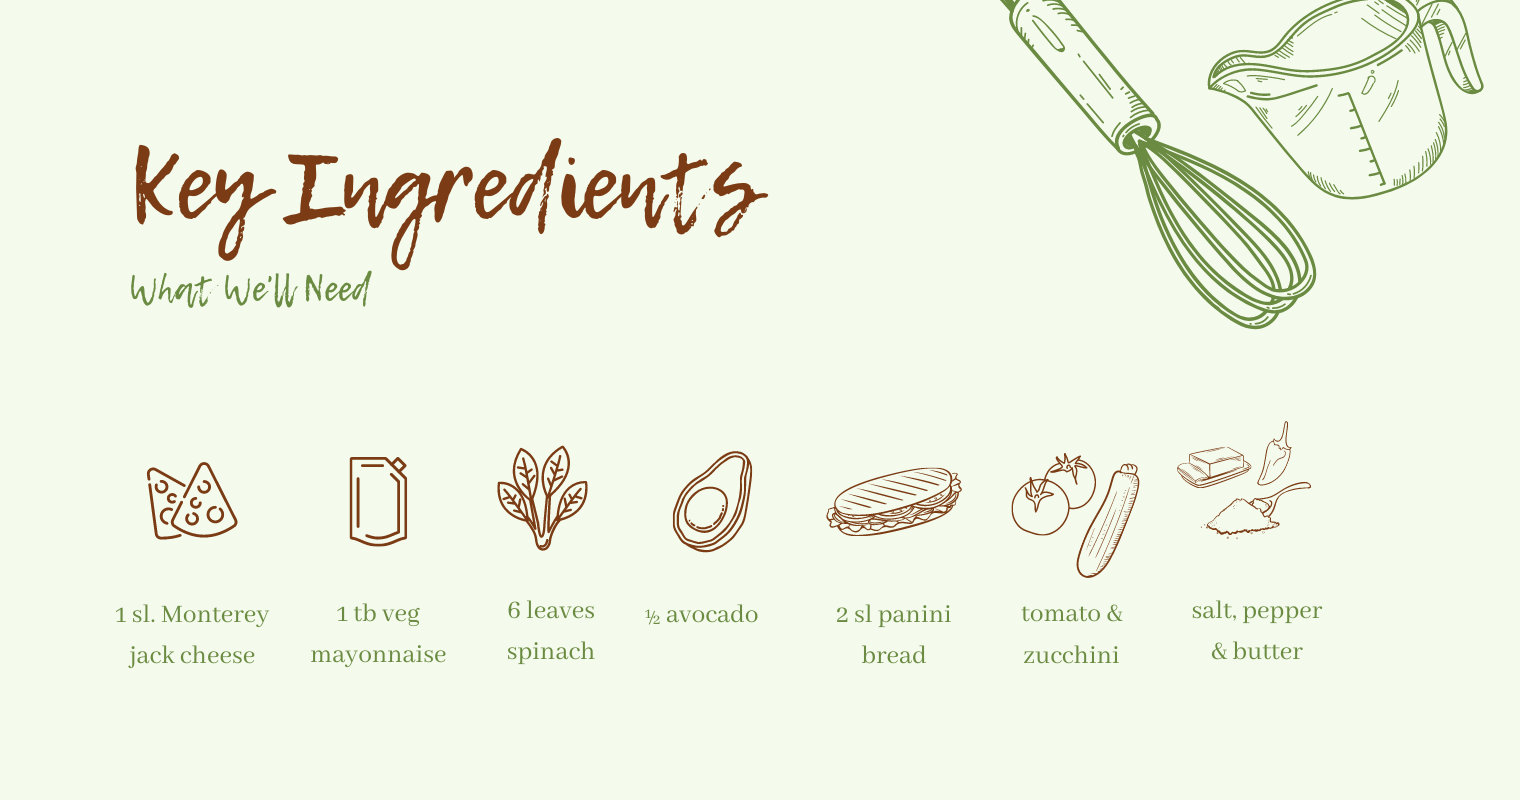 Key Ingredients
What We'll Need
1 sl. Monterey
jack cheese
1 tb veg
mayonnaise
6 leaves
spinach
½ avocado
2 sl panini
bread
tomato &
zucchini
salt, pepper
& butter